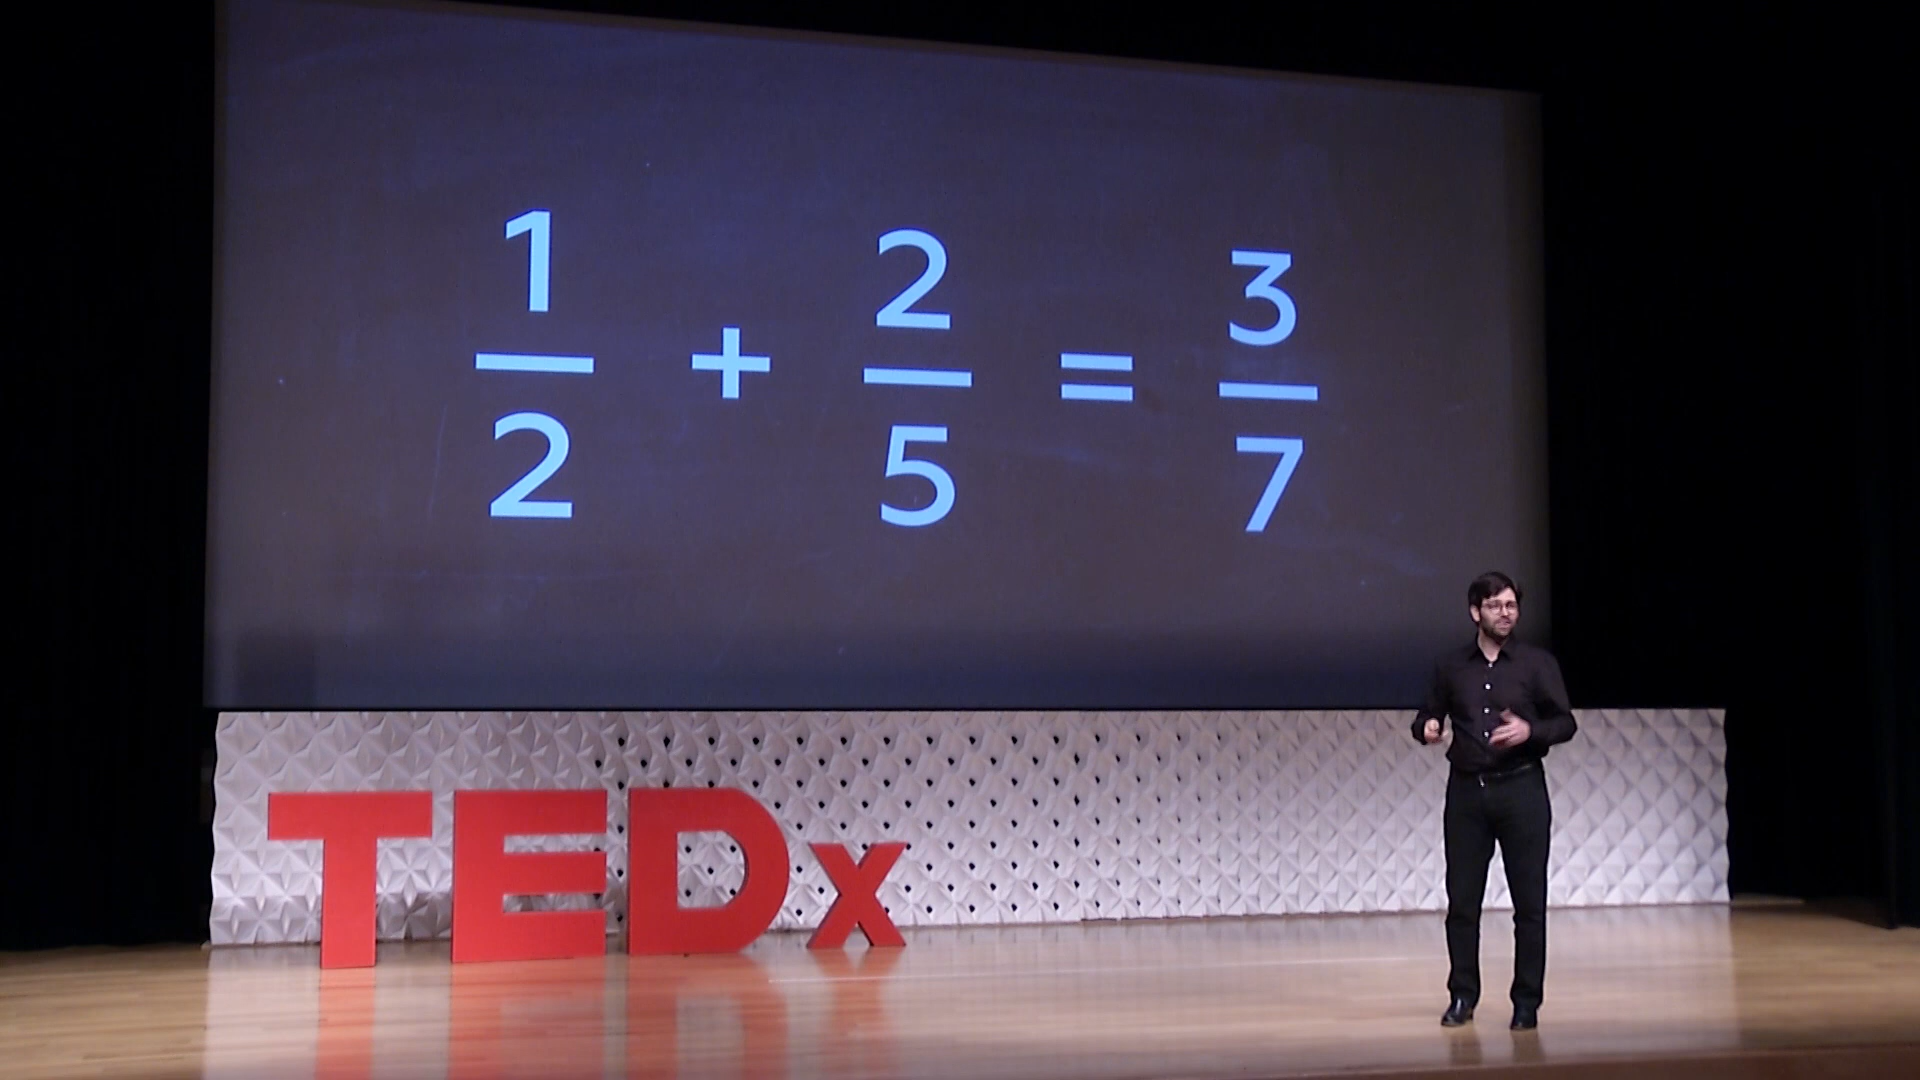 1/2 + 2/5 = 3/7
TEDx